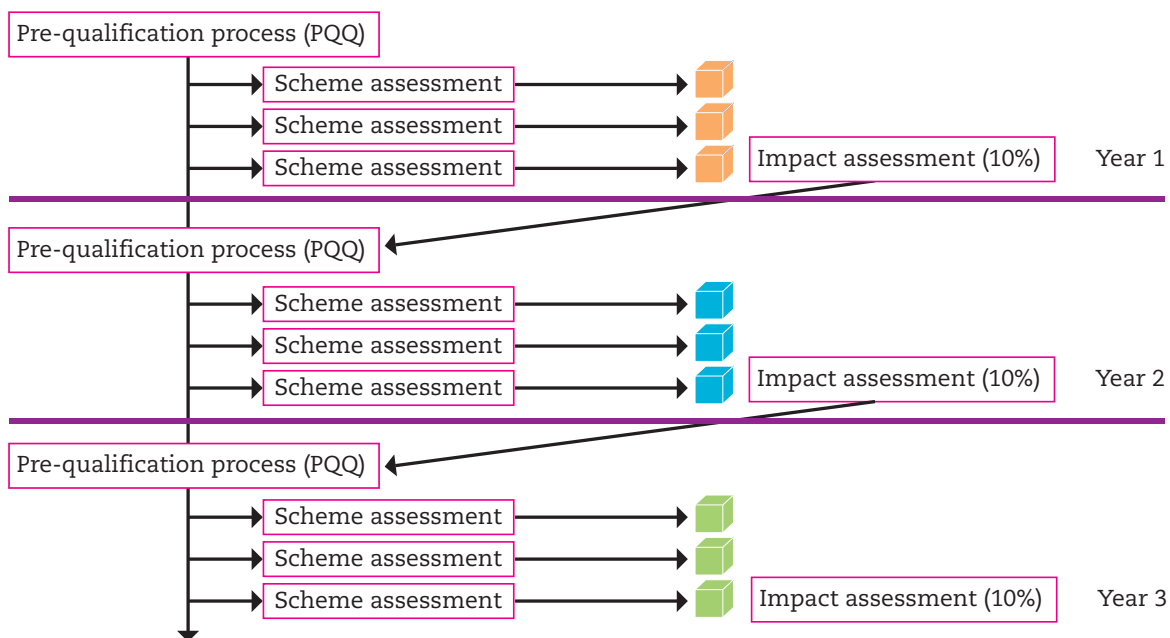 Pre-qualification process (PQQ)
Scheme assessment
Scheme assessment
Scheme assessment
Impact assessment (10%)
Year 1
Pre-qualification process (PQQ)
Scheme assessment
Scheme assessment
Scheme assessment
Impact assessment (10%)
Year 2
Pre-qualification process (PQQ)
Scheme assessment
Scheme assessment
Scheme assessment
Impact assessment (10%)
Year 3